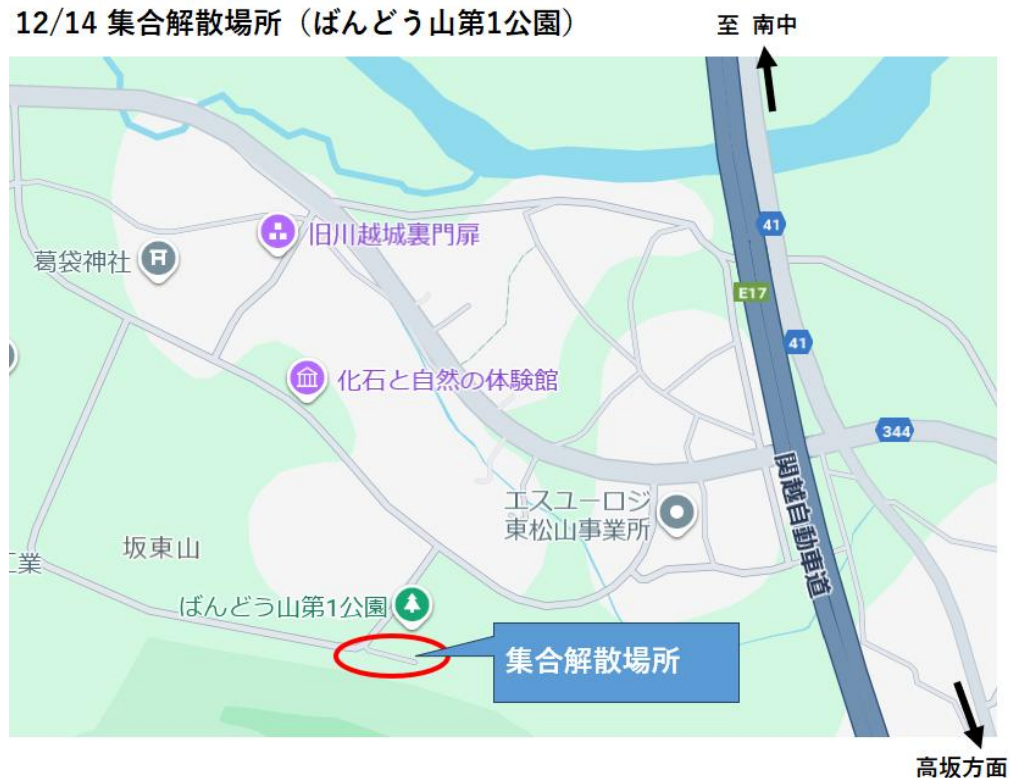 12/14 集合解散場所（ばんどう山第1公園）
至 南中
41
旧川越城裏門扉
葛袋神社
E17
41
化石と自然の体験館
344
エスユーロジ
東松山事業所
関越自動車道
坂東山
業
ばんどう山第1公園
集合解散場所
高坂方面